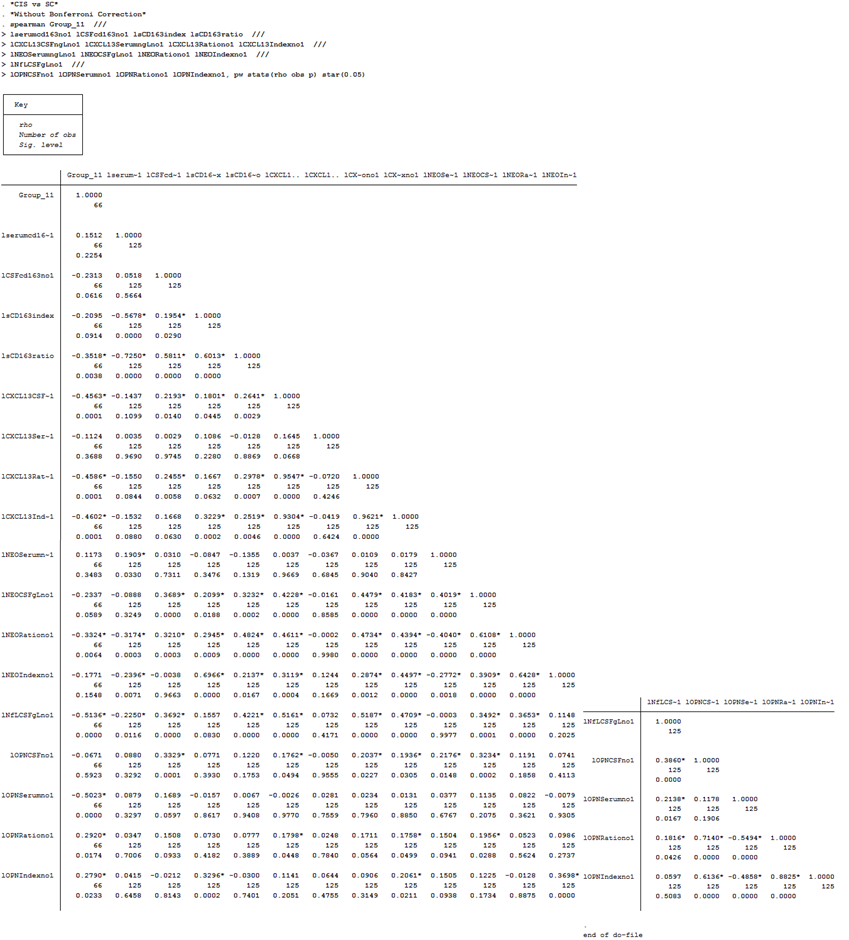 . *CIS vs SC*
. *Without Bonferroni Correction*
. spearman Group_11  ///
> lserumcd163no1 lCSFcd163no1 lsCD163index lsCD163ratio  ///
> lCXCL13CSFngLno1 lCXCL13SerumngLno1 lCXCL13Rationo1 lCXCL13Indexno1  ///
> lNEOSerumngLno1 lNEOCSFgLno1 lNEORationo1 lNEOIndexno1  ///
> lNfLCSFgLno1  ///
> lOPNCSFno1 lOPNSerumno1 lOPNRationo1 lOPNIndexno1, pw stats(rho obs p) star(0.05)
Key
rho
Number of obs
Sig. level
Group_11 lserum~1 lCSFcd~1 lsCD16~x lsCD16~o lCXCL1.. lCXCL1.. lCX~ono1 lCX~xno1 lNEOSe~1 lNEOCS~1 lNEORa~1 lNEOIn~1
Group_11 1.0000
66
lserumcd16~1 0.1512 1.0000
66 125
0.2254
lCSFcd163no1 -0.2313 0.0518 1.0000
66 125 125
0.0616 0.5664
lsCD163index -0.2095 -0.5678* 0.1954* 1.0000
66 125 125 125
0.0914 0.0000 0.0290
lsCD163ratio -0.3518* -0.7250* 0.5811* 0.6013* 1.0000
66 125 125 125 125
0.0038 0.0000 0.0000 0.0000
lCXCL13CSF~1 -0.4563* -0.1437 0.2193* 0.1801* 0.2641* 1.0000
66 125 125 125 125 125
0.0001 0.1099 0.0140 0.0445 0.0029
lCXCL13Ser~1 -0.1124 0.0035 0.0029 0.1086 -0.0128 0.1645 1.0000
66 125 125 125 125 125 125
0.3688 0.9690 0.9745 0.2280 0.8869 0.0668
lCXCL13Rat~1 -0.4586* -0.1550 0.2455* 0.1667 0.2978* 0.9547* -0.0720 1.0000
66 125 125 125 125 125 125 125
0.0001 0.0844 0.0058 0.0632 0.0007 0.0000 0.4246
lCXCL13Ind~1 -0.4602* -0.1532 0.1668 0.3229* 0.2519* 0.9304* -0.0419 0.9621* 1.0000
66 125 125 125 125 125 125 125 125
0.0001 0.0880 0.0630 0.0002 0.0046 0.0000 0.6424 0.0000
lNEOSerumn~1 0.1173 0.1909* 0.0310 -0.0847 -0.1355 0.0037 -0.0367 0.0109 0.0179 1.0000
66 125 125 125 125 125 125 125 125 125
0.3483 0.0330 0.7311 0.3476 0.1319 0.9669 0.6845 0.9040 0.8427
lNEOCSFgLno1 -0.2337 -0.0888 0.3689* 0.2099* 0.3232* 0.4228* -0.0161 0.4479* 0.4183* 0.4019* 1.0000
66 125 125 125 125 125 125 125 125 125 125
0.0589 0.3249 0.0000 0.0188 0.0002 0.0000 0.8585 0.0000 0.0000 0.0000
lNEORationo1 -0.3324* -0.3174* 0.3210* 0.2945* 0.4824* 0.4611* -0.0002 0.4734* 0.4394* -0.4040* 0.6108* 1.0000
66 125 125 125 125 125 125 125 125 125 125 125
0.0064 0.0003 0.0003 0.0009 0.0000 0.0000 0.9980 0.0000 0.0000 0.0000 0.0000
lNEOIndexno1 -0.1771 -0.2396* -0.0038 0.6966* 0.2137* 0.3119* 0.1244 0.2874* 0.4497* -0.2772* 0.3909* 0.6428* 1.0000
66 125 125 125 125 125 125 125 125 125 125 125 125
0.1548 0.0071 0.9663 0.0000 0.0167 0.0004 0.1669 0.0012 0.0000 0.0018 0.0000 0.0000
lNfLCSFgLno1 -0.5136* -0.2250* 0.3692* 0.1557 0.4221* 0.5161* 0.0732 0.5187* 0.4709* -0.0003 0.3492* 0.3653* 0.1148
66 125 125 125 125 125 125 125 125 125 125 125 125
0.0000 0.0116 0.0000 0.0830 0.0000 0.0000 0.4171 0.0000 0.0000 0.9977 0.0001 0.0000 0.2025
lOPNCSFno1 -0.0671 0.0880 0.3329* 0.0771 0.1220 0.1762* -0.0050 0.2037* 0.1936* 0.2176* 0.3234* 0.1191 0.0741
66 125 125 125 125 125 125 125 125 125 125 125 125
0.5923 0.3292 0.0001 0.3930 0.1753 0.0494 0.9555 0.0227 0.0305 0.0148 0.0002 0.1858 0.4113
lOPNSerumno1 -0.5023* 0.0879 0.1689 -0.0157 0.0067 -0.0026 0.0281 0.0234 0.0131 0.0377 0.1135 0.0822 -0.0079
66 125 125 125 125 125 125 125 125 125 125 125 125
0.0000 0.3297 0.0597 0.8617 0.9408 0.9770 0.7559 0.7960 0.8850 0.6767 0.2075 0.3621 0.9305
lOPNRationo1 0.2920* 0.0347 0.1508 0.0730 0.0777 0.1798* 0.0248 0.1711 0.1758* 0.1504 0.1956* 0.0523 0.0986
66 125 125 125 125 125 125 125 125 125 125 125 125
0.0174 0.7006 0.0933 0.4182 0.3889 0.0448 0.7840 0.0564 0.0499 0.0941 0.0288 0.5624 0.2737
lOPNIndexno1 0.2790* 0.0415 -0.0212 0.3296* -0.0300 0.1141 0.0644 0.0906 0.2061* 0.1505 0.1225 -0.0128 0.3698*
66 125 125 125 125 125 125 125 125 125 125 125 125
0.0233 0.6458 0.8143 0.0002 0.7401 0.2051 0.4755 0.3149 0.0211 0.0938 0.1734 0.8875 0.0000
lNfLCS~1 lOPNCS~1 lOPNSe~1 lOPNRa~1 lOPNIn~1
lNfLCSFgLno1 1.0000
125
lOPNCSFno1 0.3860* 1.0000
125 125
0.0000
lOPNSerumno1 0.2138* 0.1178 1.0000
125 125 125
0.0167 0.1906
lOPNRationo1 0.1816* 0.7140* -0.5494* 1.0000
125 125 125 125
0.0426 0.0000 0.0000
lOPNIndexno1 0.0597 0.6136* -0.4858* 0.8825* 1.0000
125 125 125 125 125
0.5083 0.0000 0.0000 0.0000
.
end of do-file